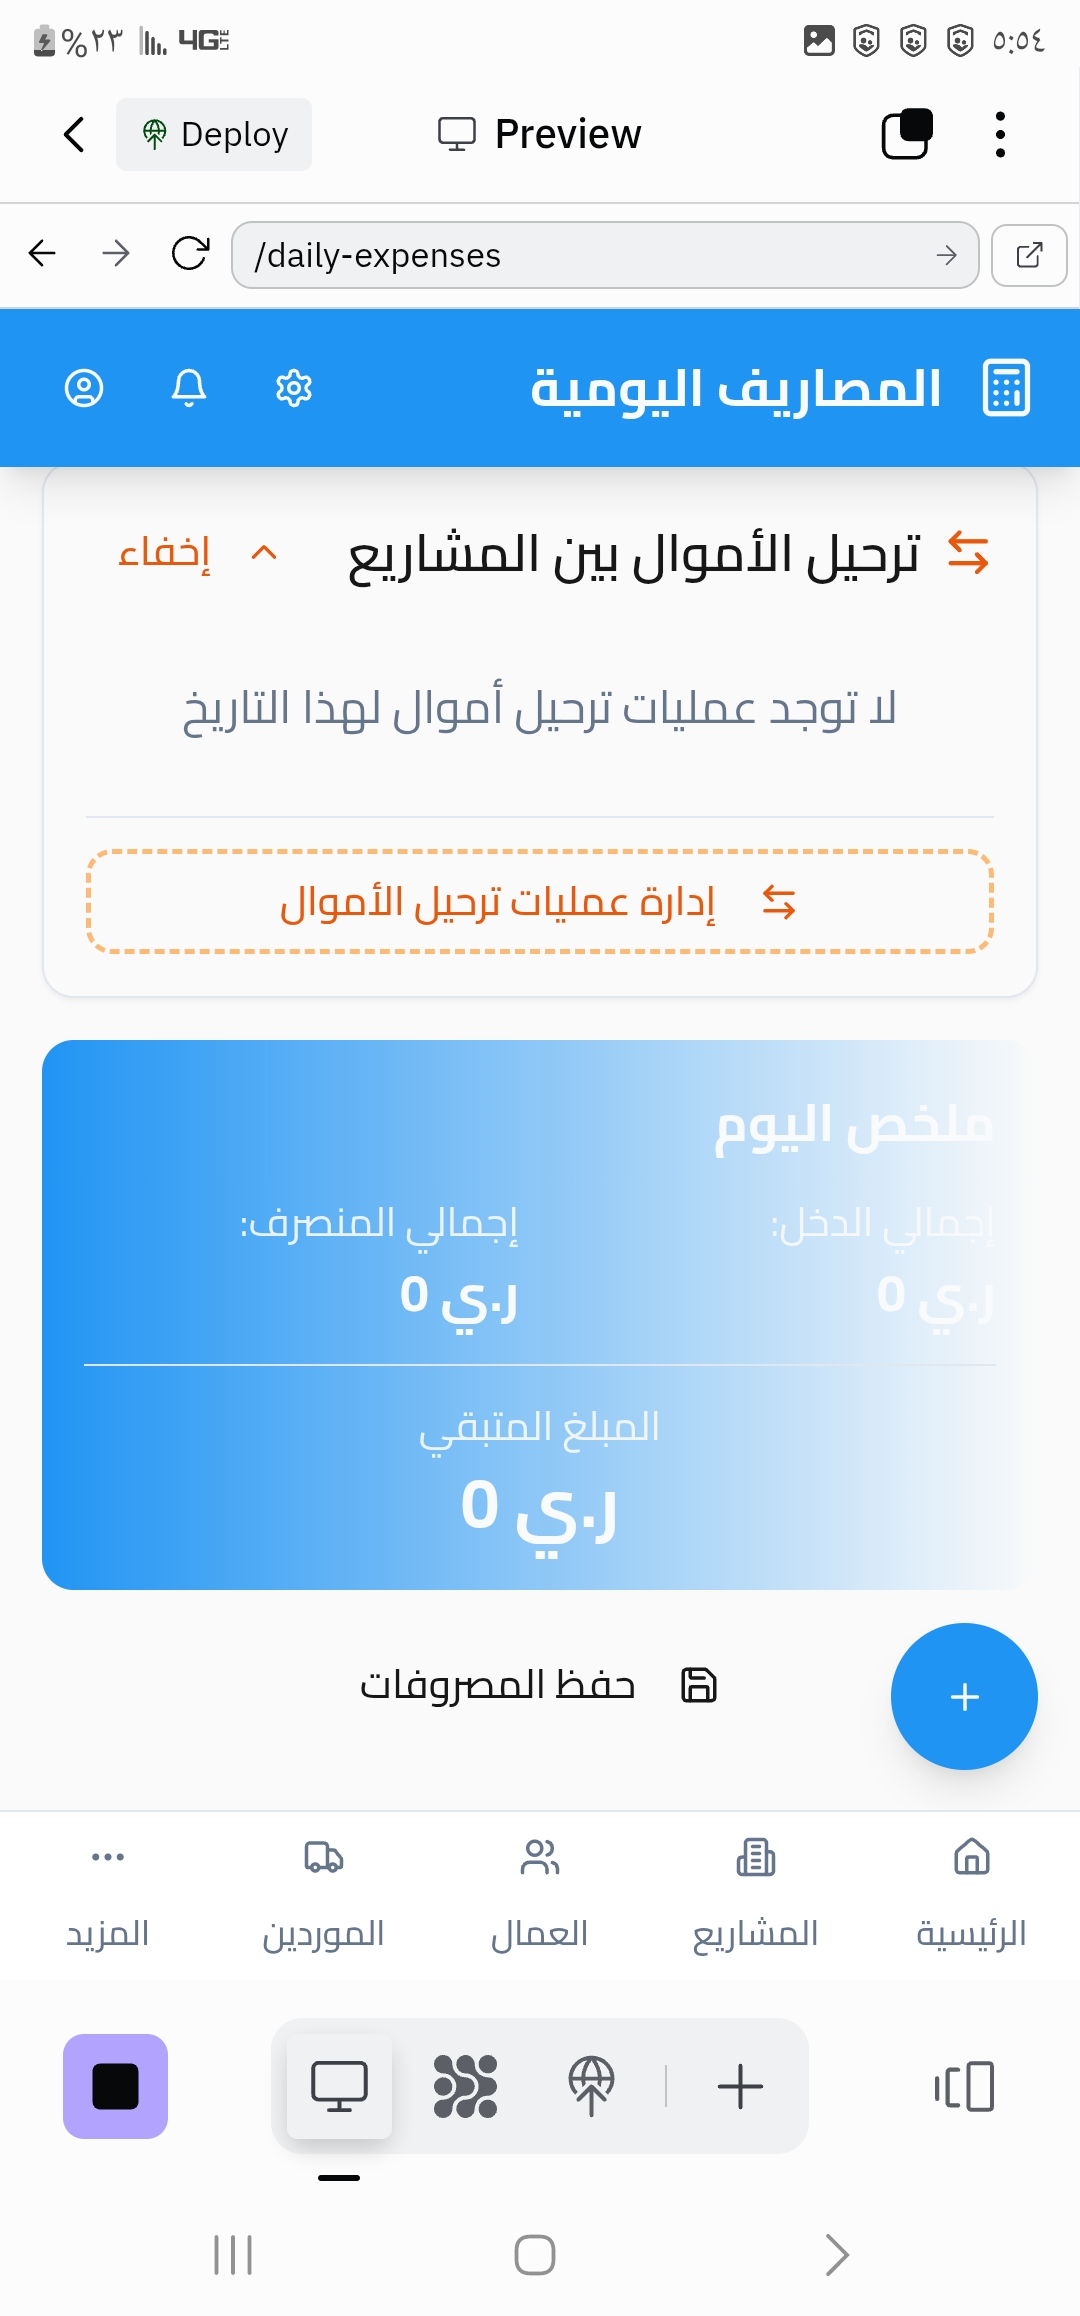 %٢٣ 4G LTE ٥:٥٤
Deploy Preview
/daily-expenses
المصاريف اليومية
ترحيل الأموال بين المشاريع إخفاء
لا توجد عمليات ترحيل أموال لهذا التاريخ
إدارة عمليات ترحيل الأموال
ملخص اليوم
إجمالي الدخل: إجمالي المنصرف:
ر.ي 0 ر.ي 0
المبلغ المتبقي
ر.ي 0
حفظ المصروفات
الرئيسية المشاريع العمال الموردين المزيد